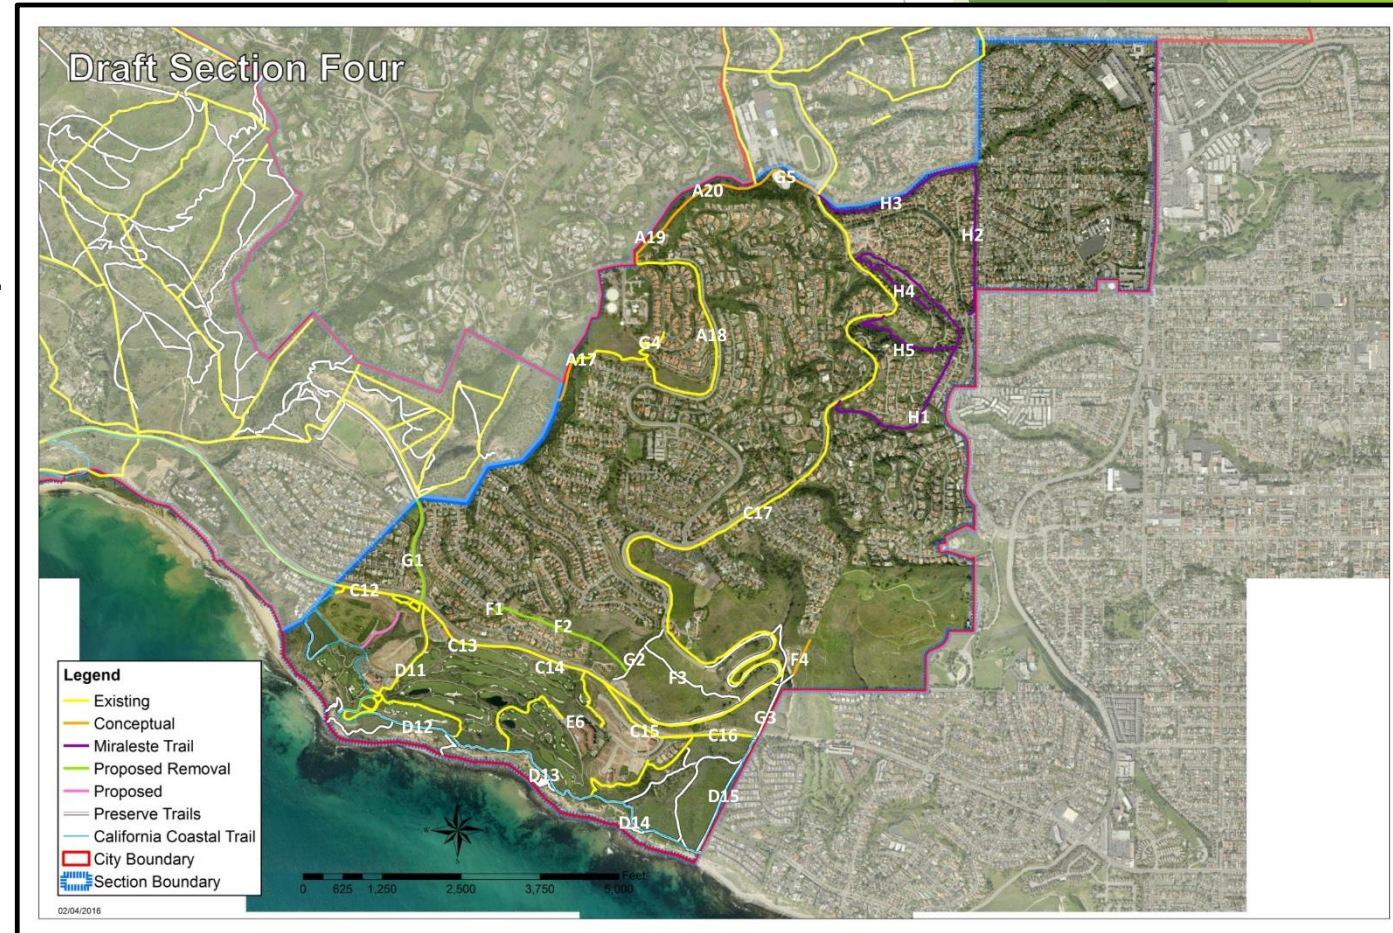 Draft Section Four
G5
A20
H3
A19
H2
H4
A18
G4
H5
A17
H1
C17
G1
C12
F1
F2
C13
G2
F4
C14
F3
D11
G3
E6
D12
C15
C16
D13
D15
D14
Legend
Existing
Conceptual
Miraleste Trail
Proposed Removal
Proposed
Preserve Trails
California Coastal Trail
City Boundary
Section Boundary
N
S
Feet
0 625 1,250 2,500 3,750 5,000
02/04/2016